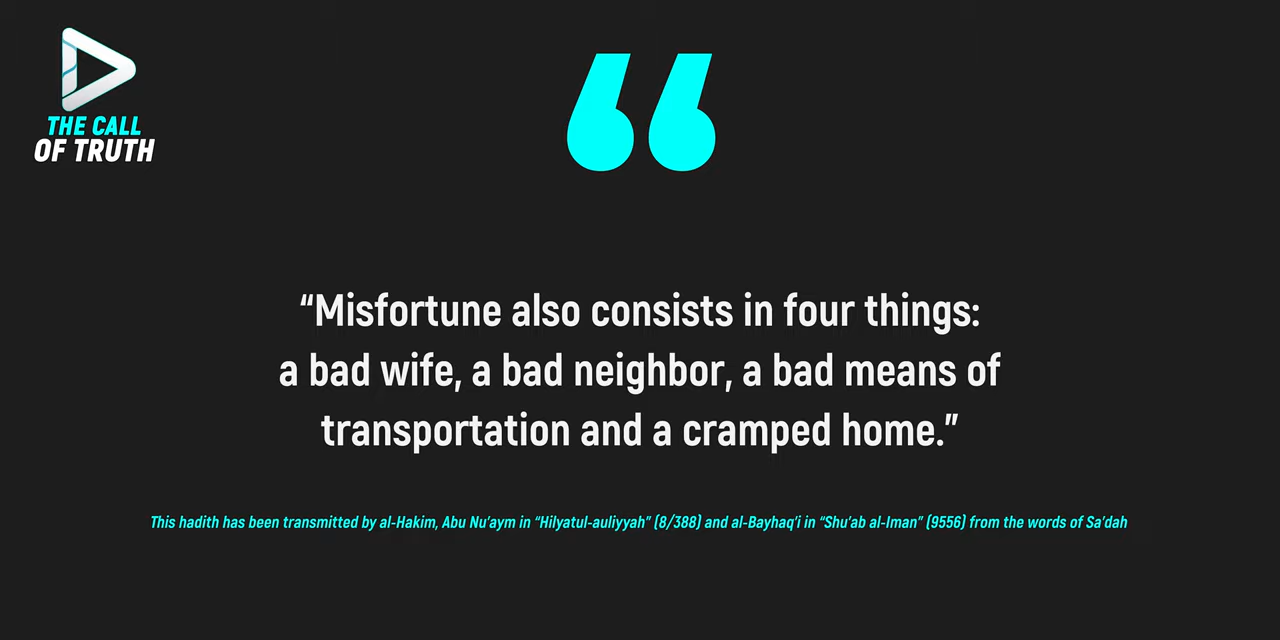 THE CALL
OF TRUTH
“Misfortune also consists in four things:
a bad wife, a bad neighbor, a bad means of
transportation and a cramped home.”
This hadith has been transmitted by al-Hakim, Abu Nu’aym in “Hilyatul-auliyyah” (8/388) and al-Bayhaq’i in “Shu’ab al-Iman” (9556) from the words of Sa’dah